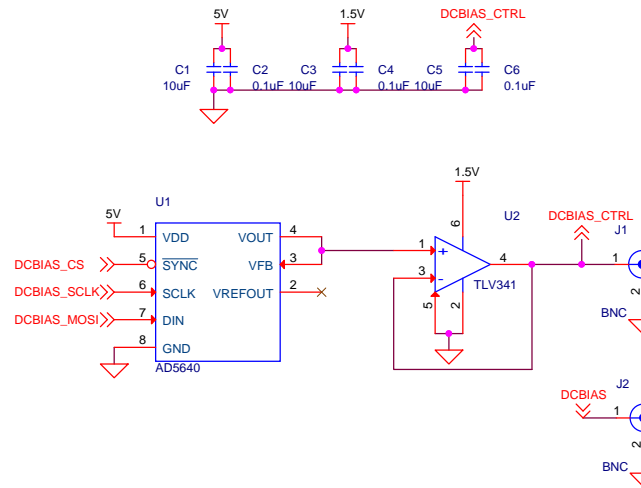 5V 1.5V DCBIAS_CTRL
C1 C2 C3 C4 C5 C6
10uF 0.1uF 10uF 0.1uF 10uF 0.1uF
U1
5V
1 VDD VOUT 4
DCBIAS_CS 5 SYNC VFB 3
DCBIAS_SCLK 6 SCLK VREFOUT 2
DCBIAS_MOSI 7 DIN
8 GND
AD5640
1.5V
U2
6
1 +
3 -
4
TLV341
5 2
DCBIAS_CTRL
J1
1
2
BNC
J2
DCBIAS
1
2
BNC